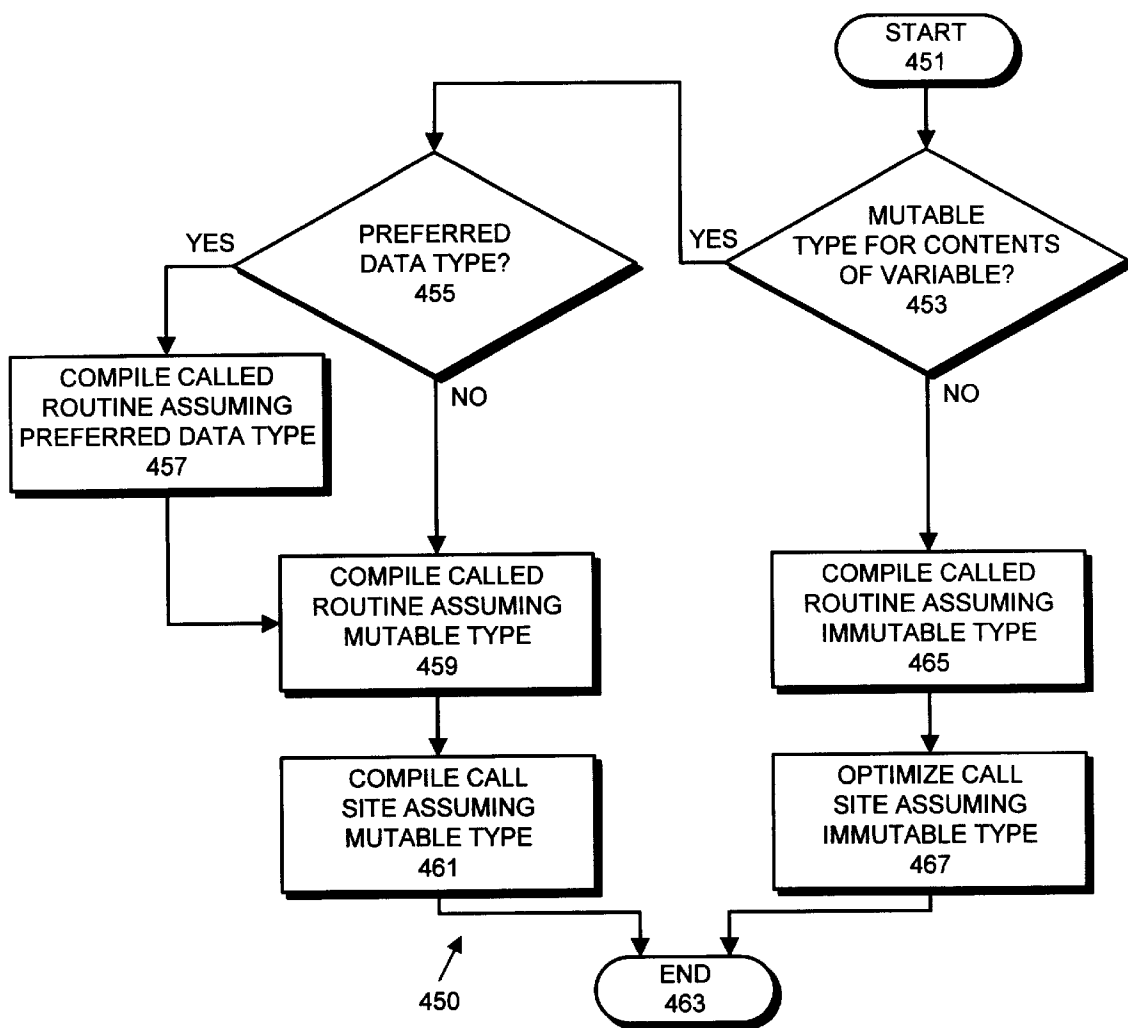 START
451
MUTABLE
TYPE FOR CONTENTS
OF VARIABLE?
453
YES
NO
PREFERRED
DATA TYPE?
455
YES
NO
COMPILE CALLED
ROUTINE ASSUMING
PREFERRED DATA TYPE
457
COMPILE CALLED
ROUTINE ASSUMING
MUTABLE TYPE
459
COMPILE CALL
SITE ASSUMING
MUTABLE TYPE
461
COMPILE CALLED
ROUTINE ASSUMING
IMMUTABLE TYPE
465
OPTIMIZE CALL
SITE ASSUMING
IMMUTABLE TYPE
467
END
463
450